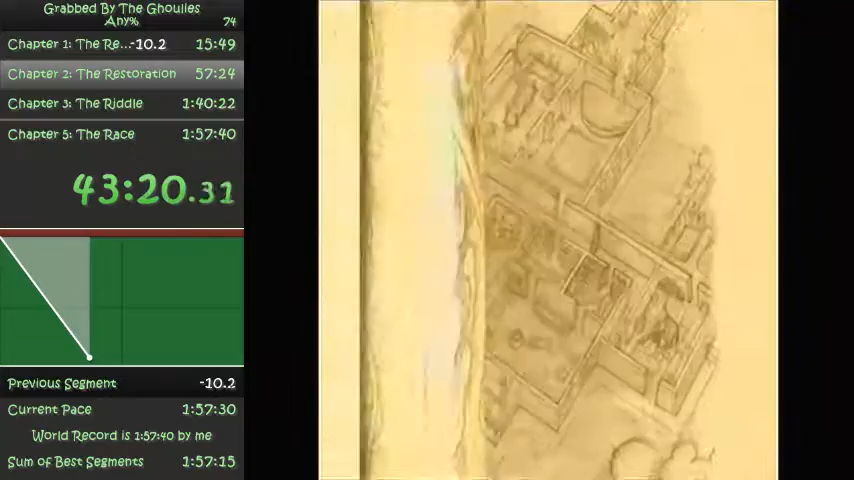 Grabbed By The Ghoulies
Any% 74
Chapter 1: The Re...-10.2 15:49
Chapter 2: The Restoration 57:24
Chapter 3: The Riddle 1:40:22
Chapter 5: The Race 1:57:40
43:20.31
Previous Segment -10.2
Current Pace 1:57:30
World Record is 1:57:40 by me
Sum of Best Segments 1:57:15